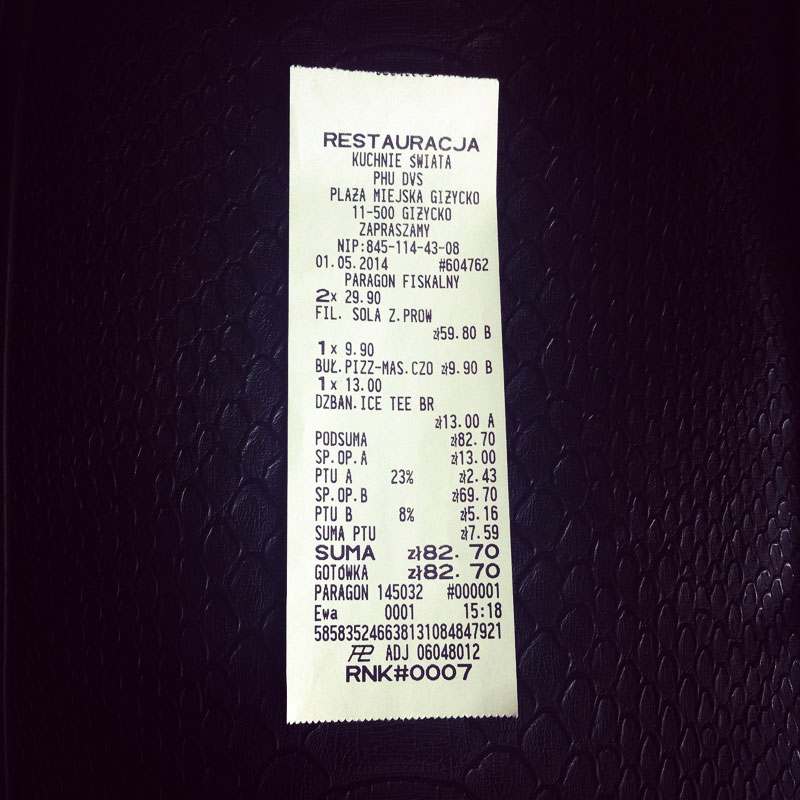 RESTAURACJA
KUCHNIE ŚWIATA
PHU DVS
PLAŻA MIEJSKA GIŻYCKO
11-500 GIŻYCKO
ZAPRASZAMY
NIP:845-114-43-08
01.05.2014 #604762
PARAGON FISKALNY
2x 29.90
FIL. SOLA Z.PROW
zł59.80 B
1x 9.90
BUŁ.PIZZ-MAS.CZO zł9.90 B
1x 13.00
DZBAN.ICE TEE BR
zł13.00 A
PODSUMA zł82.70
SP.OP.A zł13.00
PTU A 23% zł2.43
SP.OP.B zł69.70
PTU B 8% zł5.16
SUMA PTU zł7.59
SUMA zł82.70
GOTÓWKA zł82.70
PARAGON 145032 #000001
Ewa 0001 15:18
58583524663813108484​7921
ADJ 06048012
RNK#0007